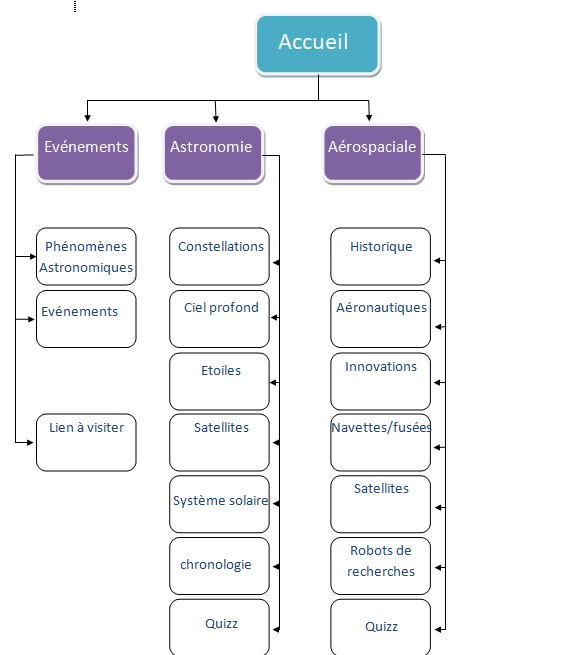 Accueil
Evénements
Astronomie
Aérospaciale
Phénomènes
Astronomiques
Evénements
Lien à visiter
Constellations
Ciel profond
Etoiles
Satellites
Système solaire
chronologie
Quizz
Historique
Aéronautiques
Innovations
Navettes/fusées
Satellites
Robots de
recherches
Quizz